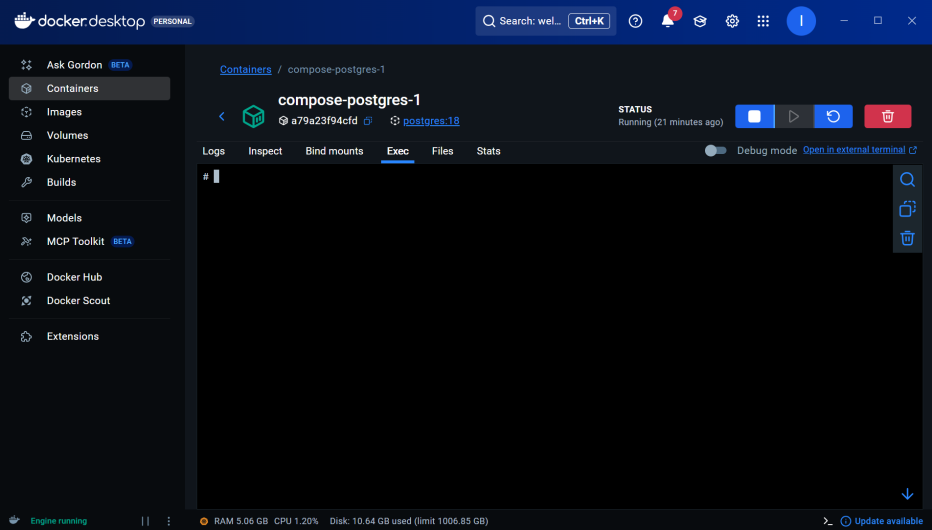 docker.desktop PERSONAL
Search: wel... Ctrl+K
7
I
Ask Gordon BETA
Containers
Images
Volumes
Kubernetes
Builds
Models
MCP Toolkit BETA
Docker Hub
Docker Scout
Extensions
Containers / compose-postgres-1
compose-postgres-1
a79a23f94cfd postgres:18
STATUS
Running (21 minutes ago)
Logs Inspect Bind mounts Exec Files Stats
Debug mode Open in external terminal
#
Engine running
RAM 5.06 GB CPU 1.20% Disk: 10.64 GB used (limit 1006.85 GB)
>_ Update available